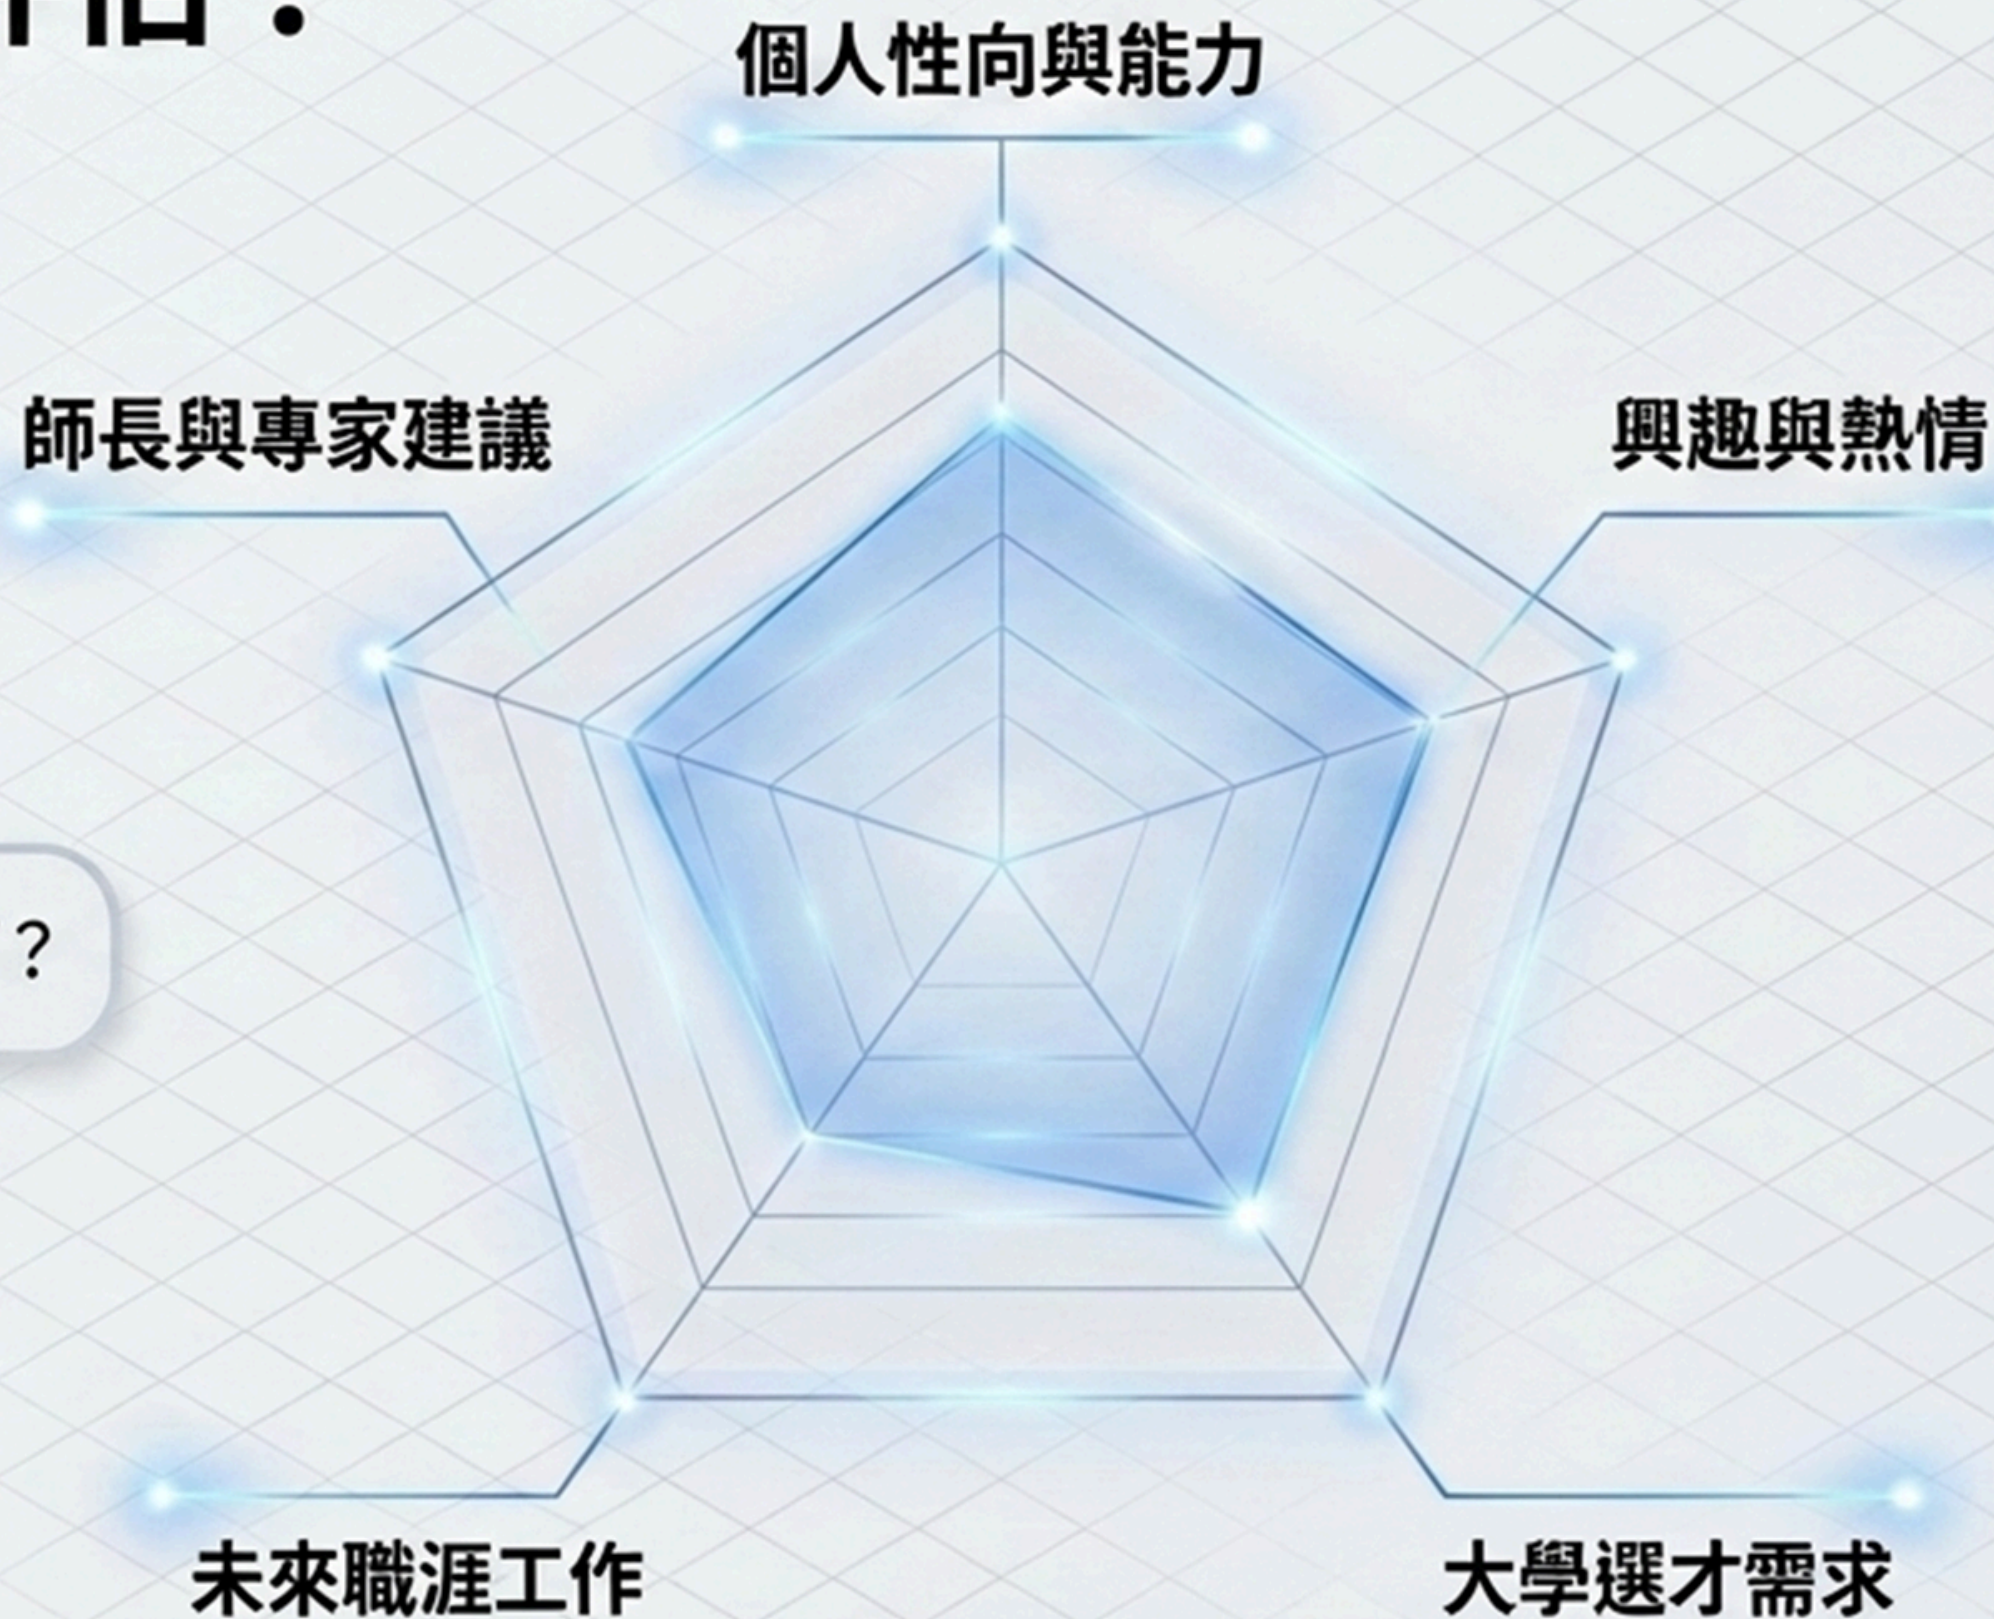 個人性向與能力
師長與專家建議
興趣與熱情
?
未來職涯工作
大學選才需求